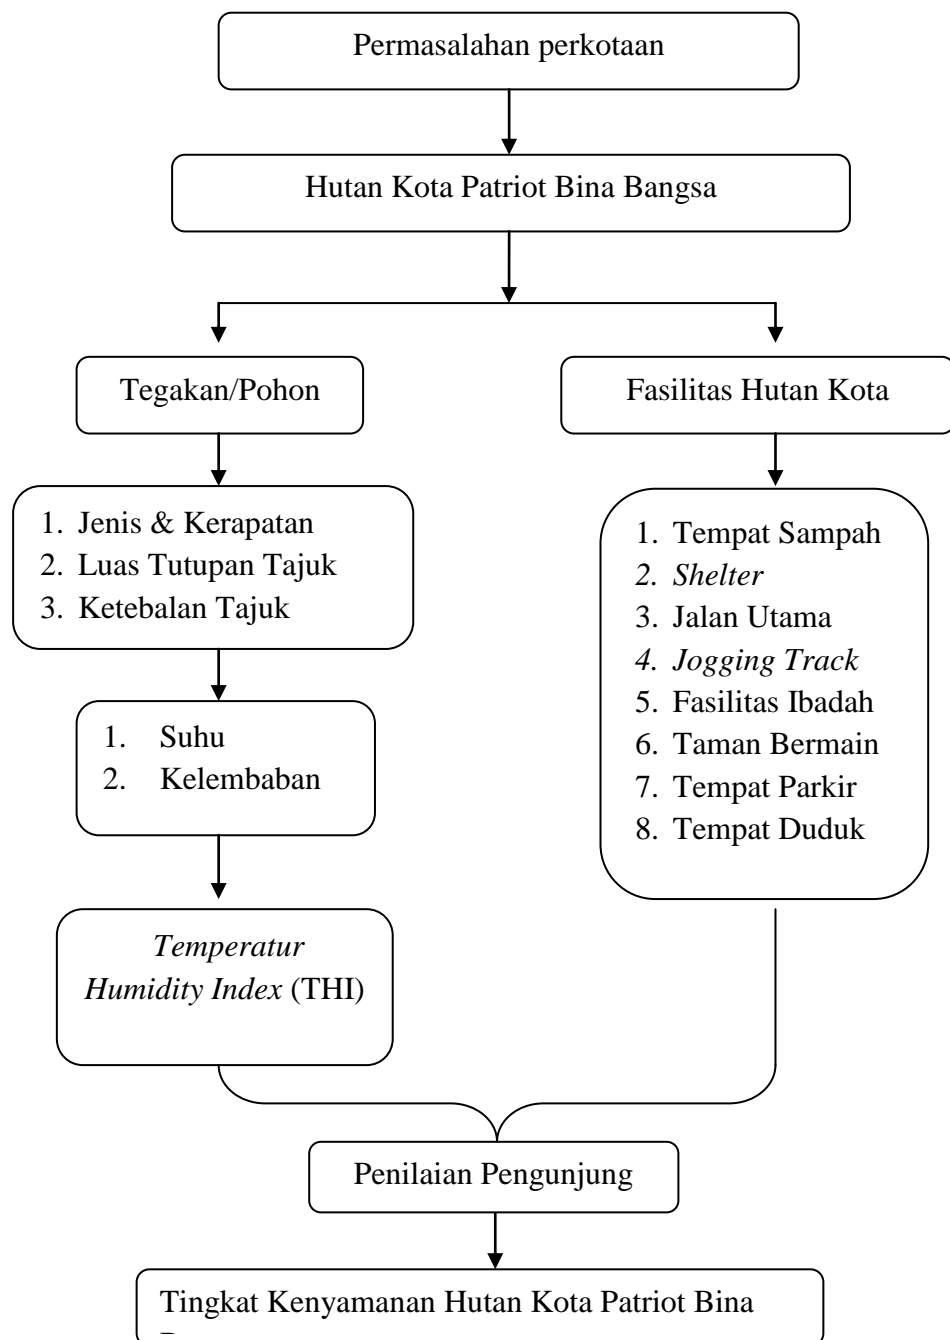 Permasalahan perkotaan
Hutan Kota Patriot Bina Bangsa
Tegakan/Pohon
Fasilitas Hutan Kota
1. Jenis & Kerapatan
2. Luas Tutupan Tajuk
3. Ketebalan Tajuk
1. Tempat Sampah
2. Shelter
3. Jalan Utama
4. Jogging Track
5. Fasilitas Ibadah
6. Taman Bermain
7. Tempat Parkir
8. Tempat Duduk
1. Suhu
2. Kelembaban
Temperatur
Humidity Index (THI)
Penilaian Pengunjung
Tingkat Kenyamanan Hutan Kota Patriot Bina